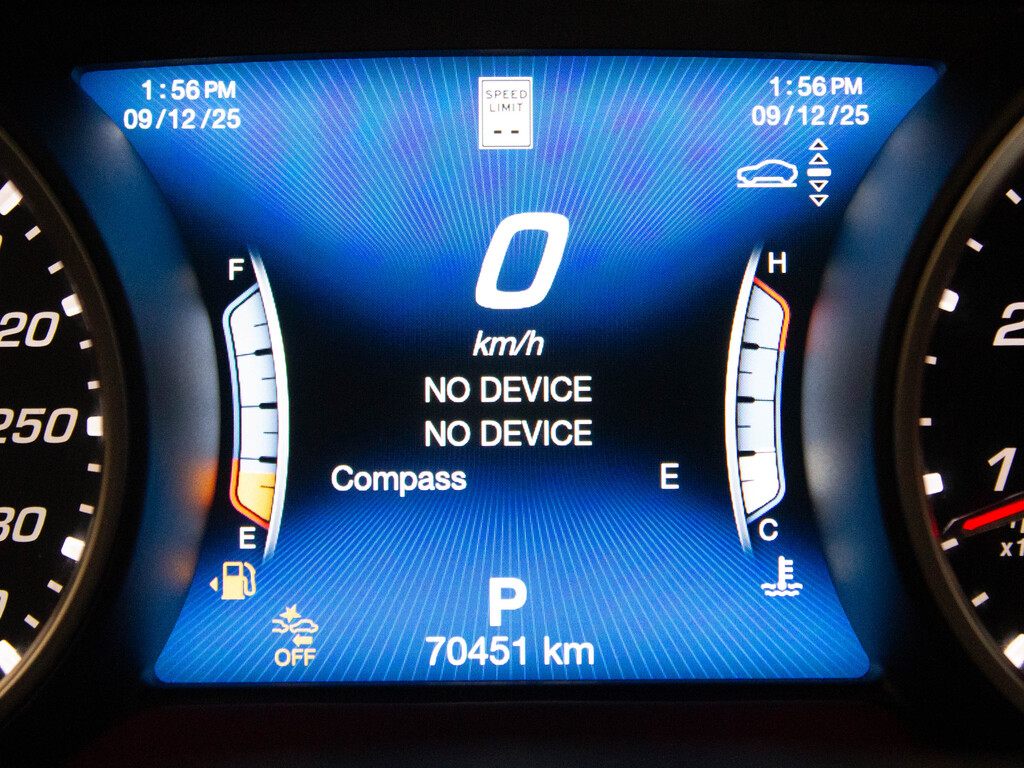 1:56 PM
09/12/25
SPEED
LIMIT
--
1:56 PM
09/12/25
0
km/h
NO DEVICE
NO DEVICE
Compass E
F
E
H
C
OFF
P
70451 km
20
250
30
2
1